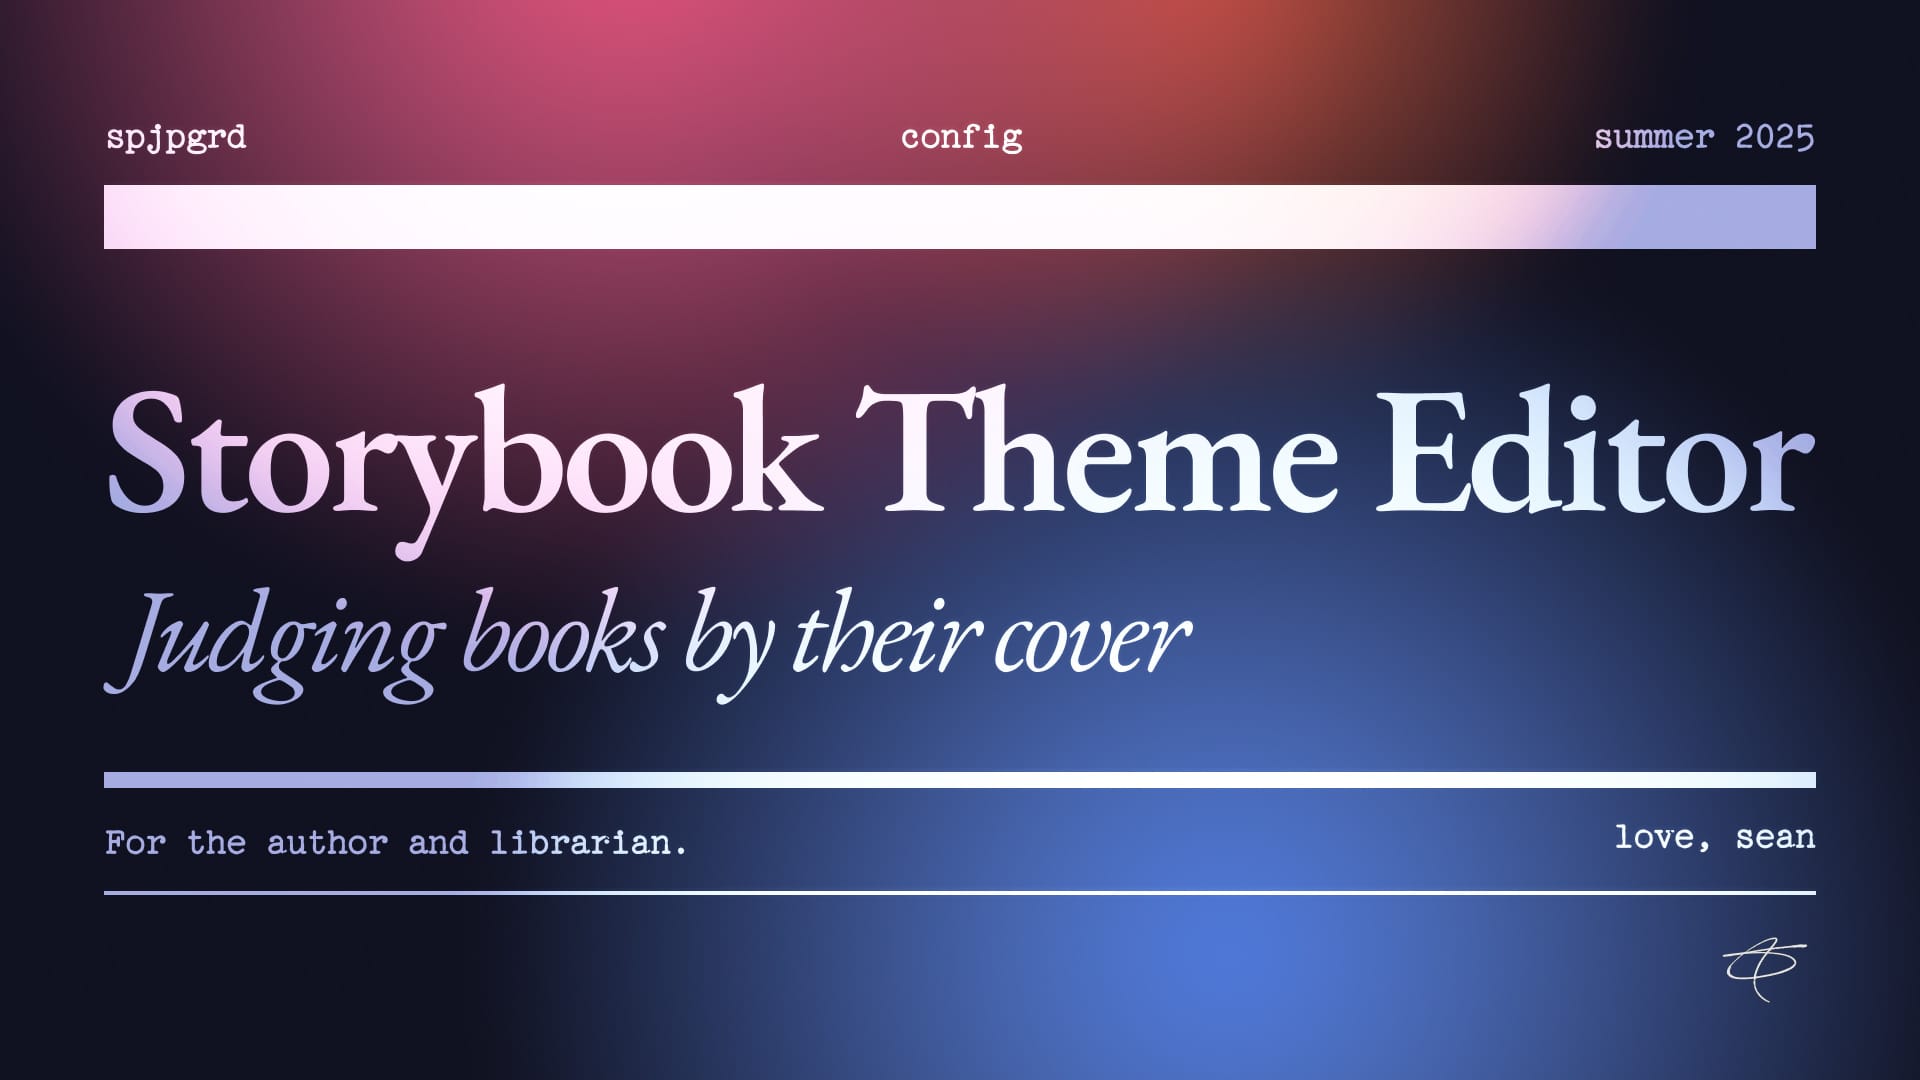 spjpgrd
config
summer 2025
Storybook Theme Editor
Judging books by their cover
For the author and librarian.
love, sean